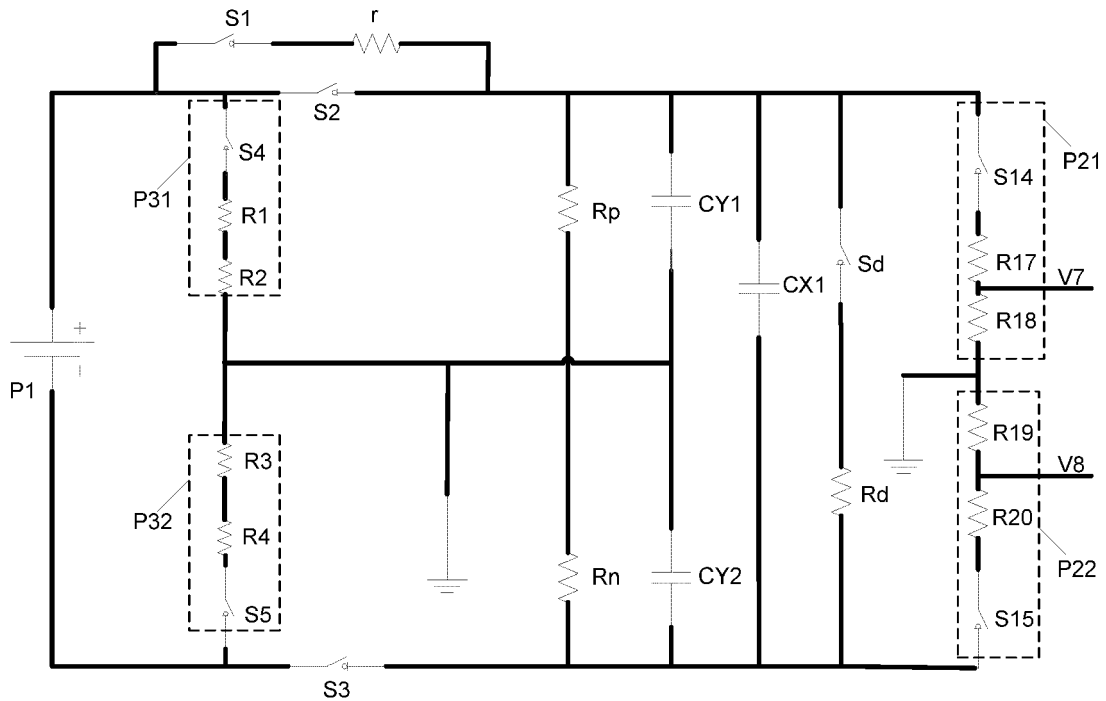 S1
r
S2
S4
P31
R1
R2
Rp
CY1
CX1
Sd
S14
P21
R17
V7
R18
+
-
P1
R3
P32
R4
S5
S3
Rn
CY2
Rd
R19
V8
R20
P22
S15